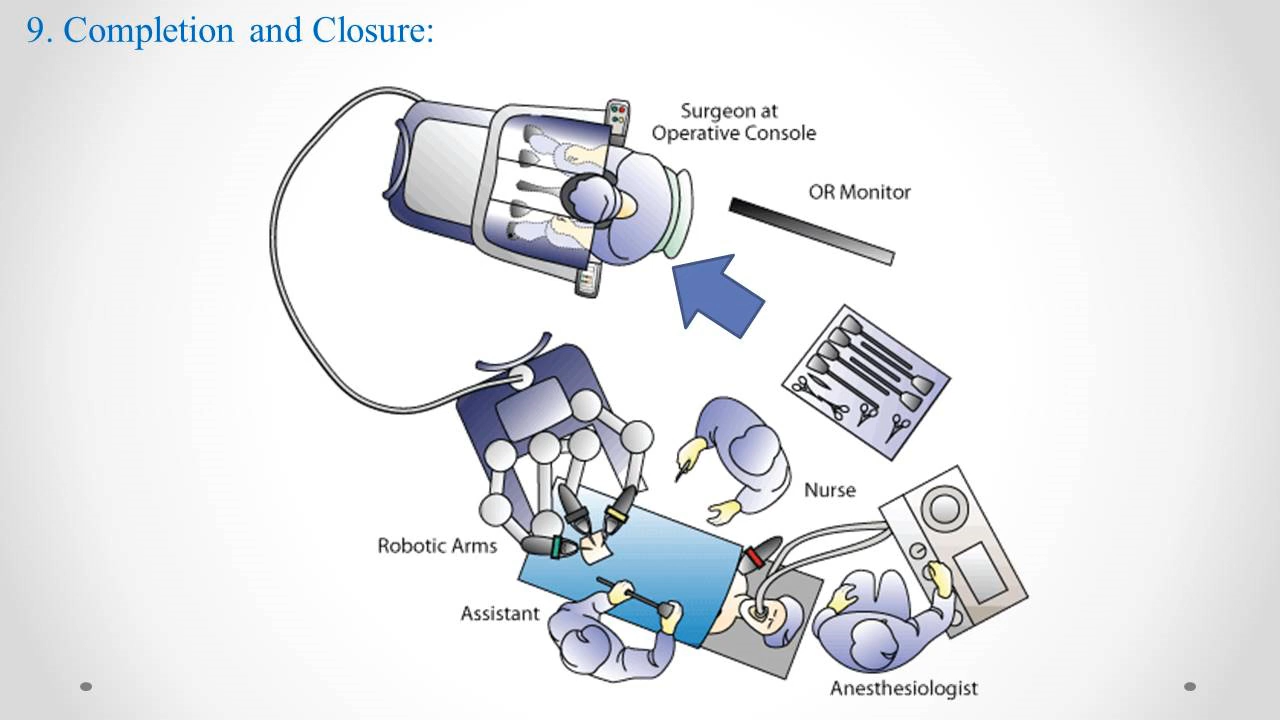 9. Completion and Closure:
Surgeon at
Operative Console
OR Monitor
Nurse
Robotic Arms
Assistant
Anesthesiologist